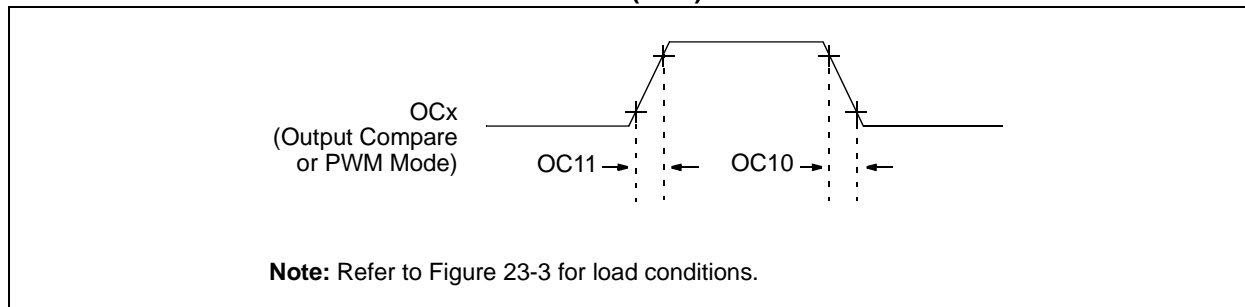 OCx
(Output Compare
or PWM Mode)
OC11
OC10
Note: Refer to Figure 23-3 for load conditions.